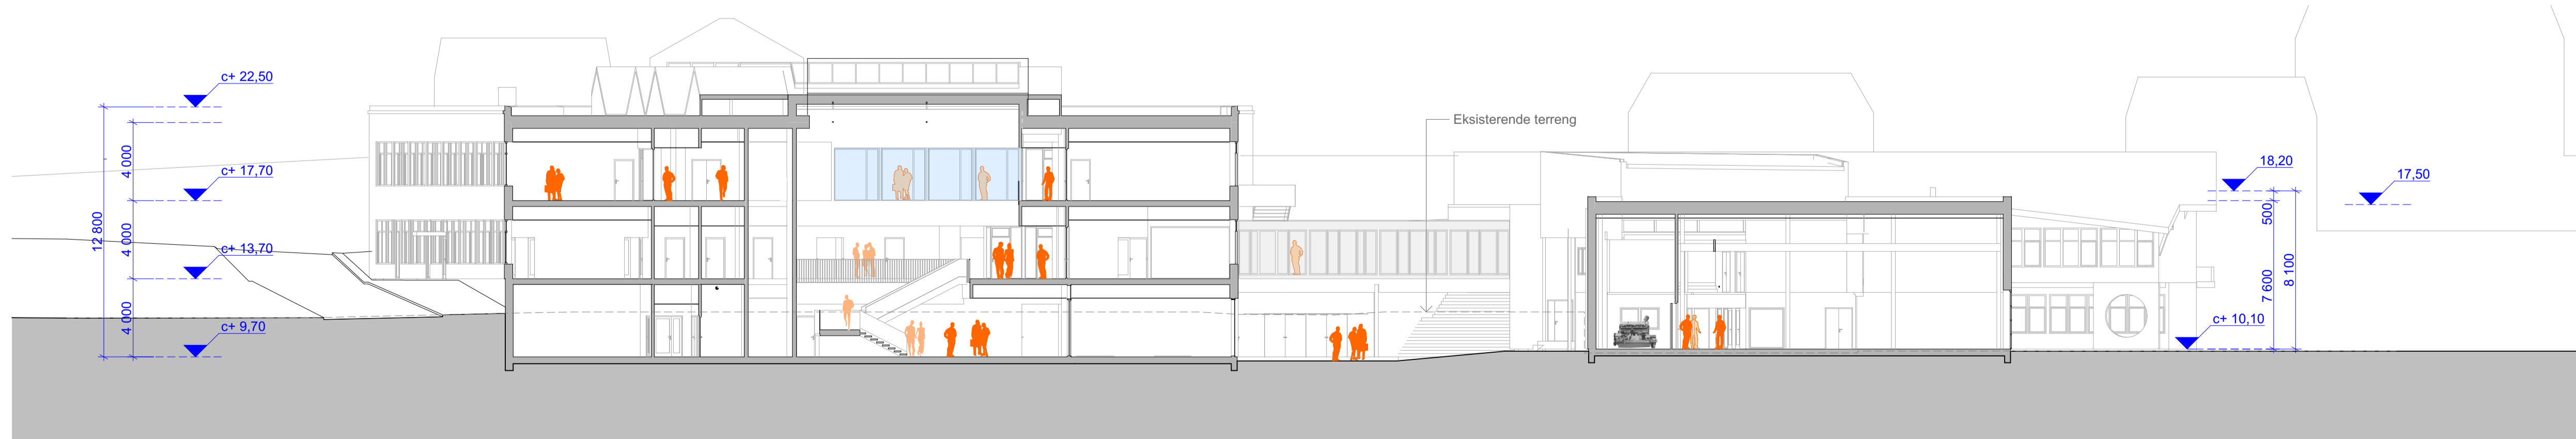 c+ 22,50
4 000
c+ 17,70
12 800
4 000
c+ 13,70
4 000
c+ 9,70
Eksisterende terreng
18,20
17,50
500
7 600
8 100
c+ 10,10